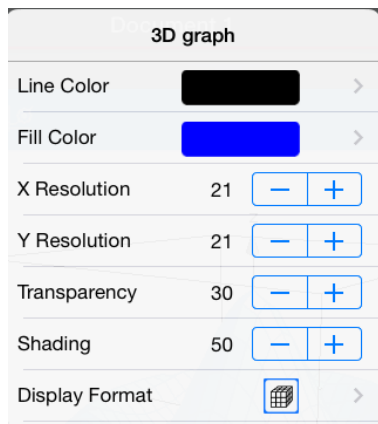 3D graph
Line Color
Fill Color
X Resolution 21
Y Resolution 21
Transparency 30
Shading 50
Display Format